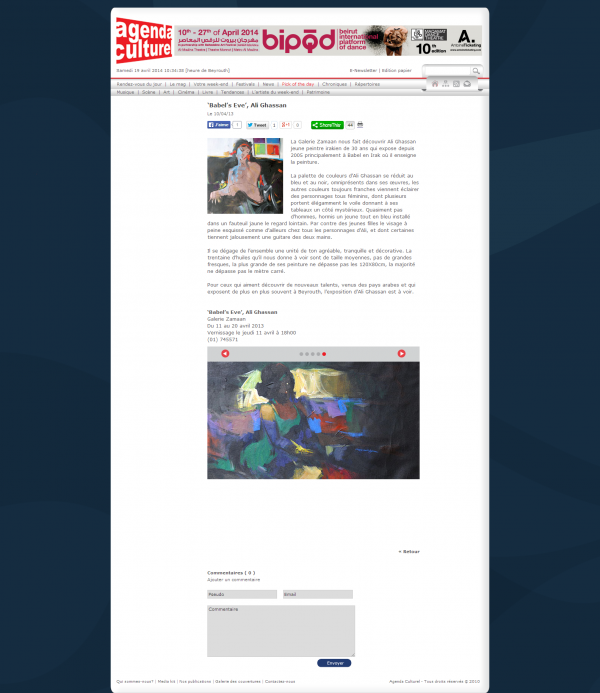 agenda
culture
10th - 27th of April 2014
bipod
beirut
international
platform
of dance
10th
edition
A.
AntoineTicketing
Samedi 19 avril 2014 10:36:38 [heure de Beyrouth]
E-Newsletter | Edition papier
Rendez-vous du jour | Le mag | Votre week-end | Festivals | News | Pick of the day | Chroniques | Répertoires
Musique | Scène | Art | Cinéma | Livre | Tendances | L'artiste du week-end | Patrimoine
'Babel's Eve', Ali Ghassan
Le 10/04/13
J'aime
Tweet 1
+1 0
ShareThis
La Galerie Zamaan nous fait découvrir Ali Ghassan
jeune peintre irakien de 30 ans qui expose depuis
2005 principalement à Babel en Irak où il enseigne
la peinture.
La palette de couleurs d'Ali Ghassan se réduit au
bleu et au noir, omniprésents dans ses œuvres, les
autres couleurs toujours franches viennent éclairer
des personnages tous féminins, dont plusieurs
portent élégamment le voile donnant à ses
tableaux un côté mystérieux. Quasiment pas
d'hommes, hormis un jeune tout en bleu installé
dans un fauteuil jaune le regard lointain. Par contre des jeunes filles le visage à
peine esquissé comme d'ailleurs chez tous les personnages d'Ali, et dont certaines
tiennent jalousement une guitare des deux mains.
Il se dégage de l'ensemble une unité de ton agréable, tranquille et décorative. La
trentaine d'huiles qu'il nous donne à voir sont de taille moyennes, pas de grandes
fresques, la plus grande de ses peinture ne dépasse pas les 120X80cm, la majorité
ne dépasse pas le mètre carré.
Pour ceux qui aiment découvrir de nouveaux talents, venus des pays arabes et qui
exposent de plus en plus souvent à Beyrouth, l'exposition d'Ali Ghassan est à voir.
'Babel's Eve', Ali Ghassan
Galerie Zamaan
Du 11 au 20 avril 2013
Vernissage le jeudi 11 avril à 18h00
(01) 745571
« Retour
Commentaires ( 0 )
Ajouter un commentaire
Pseudo
Email
Commentaire
Envoyer
Qui sommes-nous? | Media kit | Nos publications | Galerie des couvertures | Contactez-nous
Agenda Culturel - Tous droits réservés @ 2010